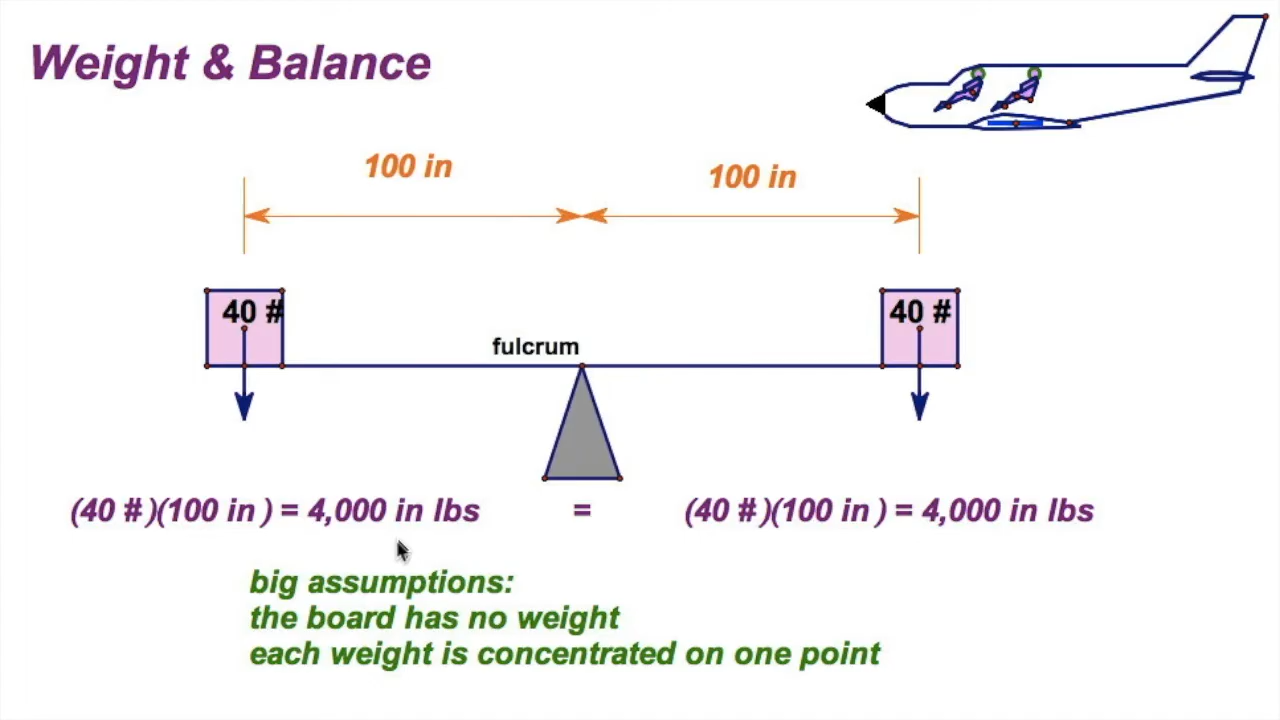 Weight & Balance
100 in
100 in
40 #
40 #
fulcrum
(40 #)(100 in) = 4,000 in lbs = (40 #)(100 in) = 4,000 in lbs
big assumptions:
the board has no weight
each weight is concentrated on one point